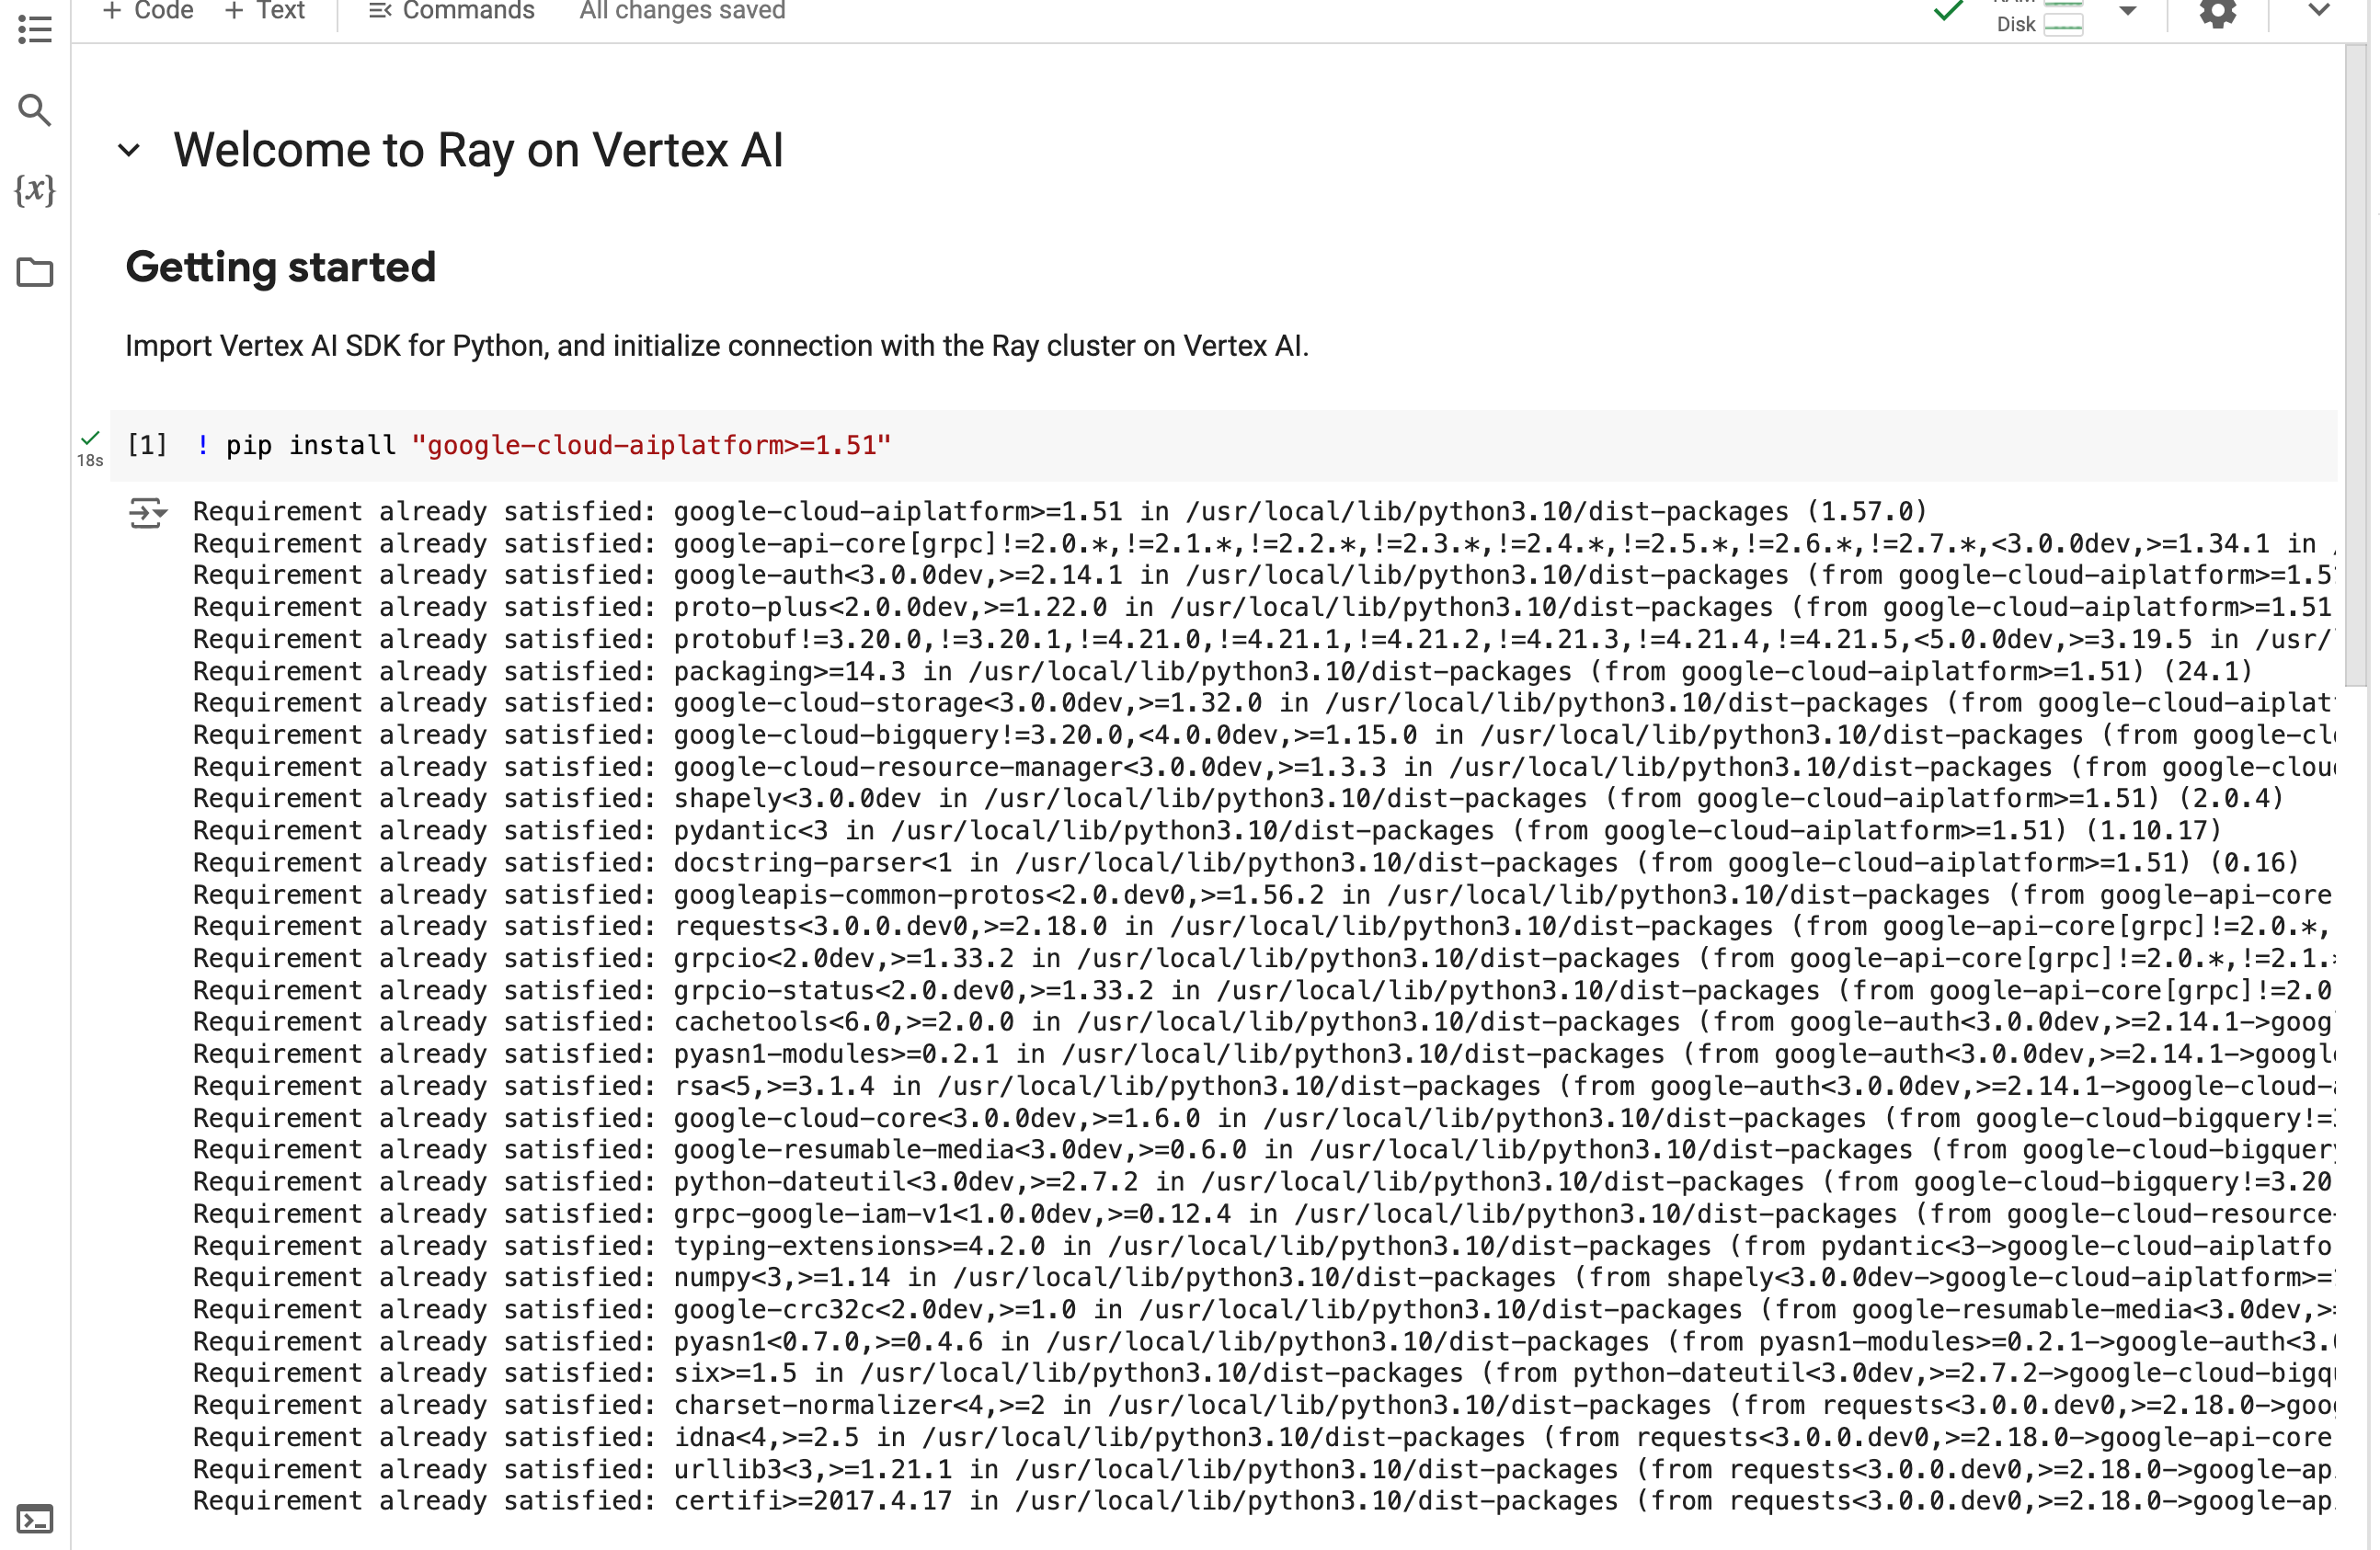 + Code + Text Commands All changes saved
Disk
{x}
Welcome to Ray on Vertex AI
Getting started
Import Vertex AI SDK for Python, and initialize connection with the Ray cluster on Vertex AI.
[1] ! pip install "google-cloud-aiplatform>=1.51"
18s
Requirement already satisfied: google-cloud-aiplatform>=1.51 in /usr/local/lib/python3.10/dist-packages (1.57.0)
Requirement already satisfied: google-api-core[grpc]!=2.0.*,!=2.1.*,!=2.2.*,!=2.3.*,!=2.4.*,!=2.5.*,!=2.6.*,!=2.7.*,<3.0.0dev,>=1.34.1 in
Requirement already satisfied: google-auth<3.0.0dev,>=2.14.1 in /usr/local/lib/python3.10/dist-packages (from google-cloud-aiplatform>=1.5
Requirement already satisfied: proto-plus<2.0.0dev,>=1.22.0 in /usr/local/lib/python3.10/dist-packages (from google-cloud-aiplatform>=1.51
Requirement already satisfied: protobuf!=3.20.0,!=3.20.1,!=4.21.0,!=4.21.1,!=4.21.2,!=4.21.3,!=4.21.4,!=4.21.5,<5.0.0dev,>=3.19.5 in /usr/
Requirement already satisfied: packaging>=14.3 in /usr/local/lib/python3.10/dist-packages (from google-cloud-aiplatform>=1.51) (24.1)
Requirement already satisfied: google-cloud-storage<3.0.0dev,>=1.32.0 in /usr/local/lib/python3.10/dist-packages (from google-cloud-aiplat
Requirement already satisfied: google-cloud-bigquery!=3.20.0,<4.0.0dev,>=1.15.0 in /usr/local/lib/python3.10/dist-packages (from google-cl
Requirement already satisfied: google-cloud-resource-manager<3.0.0dev,>=1.3.3 in /usr/local/lib/python3.10/dist-packages (from google-clou
Requirement already satisfied: shapely<3.0.0dev in /usr/local/lib/python3.10/dist-packages (from google-cloud-aiplatform>=1.51) (2.0.4)
Requirement already satisfied: pydantic<3 in /usr/local/lib/python3.10/dist-packages (from google-cloud-aiplatform>=1.51) (1.10.17)
Requirement already satisfied: docstring-parser<1 in /usr/local/lib/python3.10/dist-packages (from google-cloud-aiplatform>=1.51) (0.16)
Requirement already satisfied: googleapis-common-protos<2.0.dev0,>=1.56.2 in /usr/local/lib/python3.10/dist-packages (from google-api-core
Requirement already satisfied: requests<3.0.0.dev0,>=2.18.0 in /usr/local/lib/python3.10/dist-packages (from google-api-core[grpc]!=2.0.*,
Requirement already satisfied: grpcio<2.0dev,>=1.33.2 in /usr/local/lib/python3.10/dist-packages (from google-api-core[grpc]!=2.0.*,!=2.1.
Requirement already satisfied: grpcio-status<2.0.dev0,>=1.33.2 in /usr/local/lib/python3.10/dist-packages (from google-api-core[grpc]!=2.0
Requirement already satisfied: cachetools<6.0,>=2.0.0 in /usr/local/lib/python3.10/dist-packages (from google-auth<3.0.0dev,>=2.14.1->goog
Requirement already satisfied: pyasn1-modules>=0.2.1 in /usr/local/lib/python3.10/dist-packages (from google-auth<3.0.0dev,>=2.14.1->googl
Requirement already satisfied: rsa<5,>=3.1.4 in /usr/local/lib/python3.10/dist-packages (from google-auth<3.0.0dev,>=2.14.1->google-cloud-
Requirement already satisfied: google-cloud-core<3.0.0dev,>=1.6.0 in /usr/local/lib/python3.10/dist-packages (from google-cloud-bigquery!=
Requirement already satisfied: google-resumable-media<3.0dev,>=0.6.0 in /usr/local/lib/python3.10/dist-packages (from google-cloud-bigquer
Requirement already satisfied: python-dateutil<3.0dev,>=2.7.2 in /usr/local/lib/python3.10/dist-packages (from google-cloud-bigquery!=3.20
Requirement already satisfied: grpc-google-iam-v1<1.0.0dev,>=0.12.4 in /usr/local/lib/python3.10/dist-packages (from google-cloud-resource-
Requirement already satisfied: typing-extensions>=4.2.0 in /usr/local/lib/python3.10/dist-packages (from pydantic<3->google-cloud-aiplatfo
Requirement already satisfied: numpy<3,>=1.14 in /usr/local/lib/python3.10/dist-packages (from shapely<3.0.0dev->google-cloud-aiplatform>=
Requirement already satisfied: google-crc32c<2.0dev,>=1.0 in /usr/local/lib/python3.10/dist-packages (from google-resumable-media<3.0dev,>
Requirement already satisfied: pyasn1<0.7.0,>=0.4.6 in /usr/local/lib/python3.10/dist-packages (from pyasn1-modules>=0.2.1->google-auth<3.
Requirement already satisfied: six>=1.5 in /usr/local/lib/python3.10/dist-packages (from python-dateutil<3.0dev,>=2.7.2->google-cloud-bigq
Requirement already satisfied: charset-normalizer<4,>=2 in /usr/local/lib/python3.10/dist-packages (from requests<3.0.0.dev0,>=2.18.0->goo
Requirement already satisfied: idna<4,>=2.5 in /usr/local/lib/python3.10/dist-packages (from requests<3.0.0.dev0,>=2.18.0->google-api-core
Requirement already satisfied: urllib3<3,>=1.21.1 in /usr/local/lib/python3.10/dist-packages (from requests<3.0.0.dev0,>=2.18.0->google-ap
Requirement already satisfied: certifi>=2017.4.17 in /usr/local/lib/python3.10/dist-packages (from requests<3.0.0.dev0,>=2.18.0->google-ap